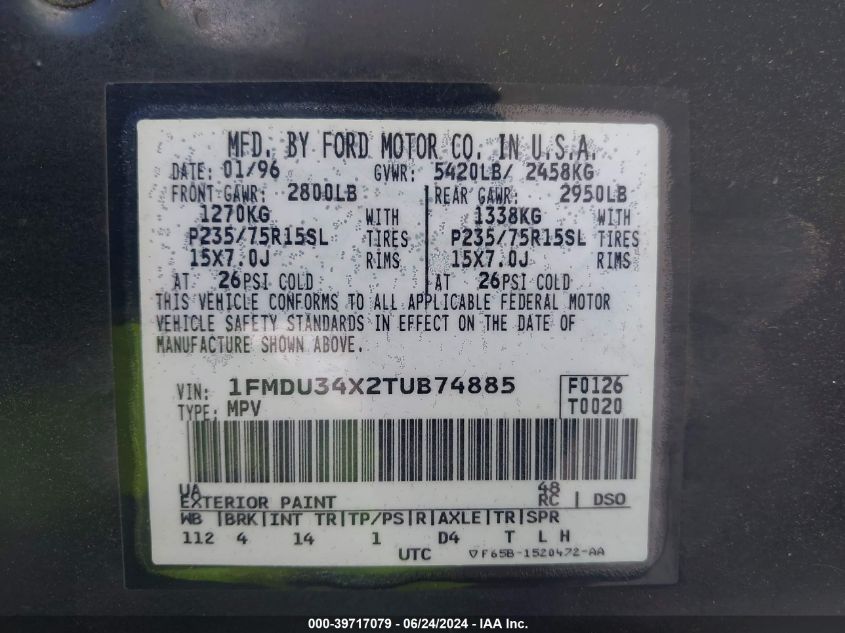 MFD. BY FORD MOTOR CO. IN U.S.A.
DATE: 01/96 GVWR: 5420LB/ 2458KG
FRONT GAWR: 2800LB REAR GAWR: 2950LB
1270KG WITH 1338KG WITH
P235/75R15SL TIRES P235/75R15SL TIRES
15X7.0J RIMS 15X7.0J RIMS
AT 26PSI COLD AT 26PSI COLD
THIS VEHICLE CONFORMS TO ALL APPLICABLE FEDERAL MOTOR
VEHICLE SAFETY STANDARDS IN EFFECT ON THE DATE OF
MANUFACTURE SHOWN ABOVE.
VIN: 1FMDU34X2TUB74885 F0126
TYPE: MPV T0020
UA 48
EXTERIOR PAINT RC | DSO
WB |BRK|INT TR|TP/PS|R|AXLE|TR|SPR
112 4 14 1 D4 T L H
UTC ▽F65B-1520472-AA
000-39717079 - 06/24/2024 - IAA Inc.